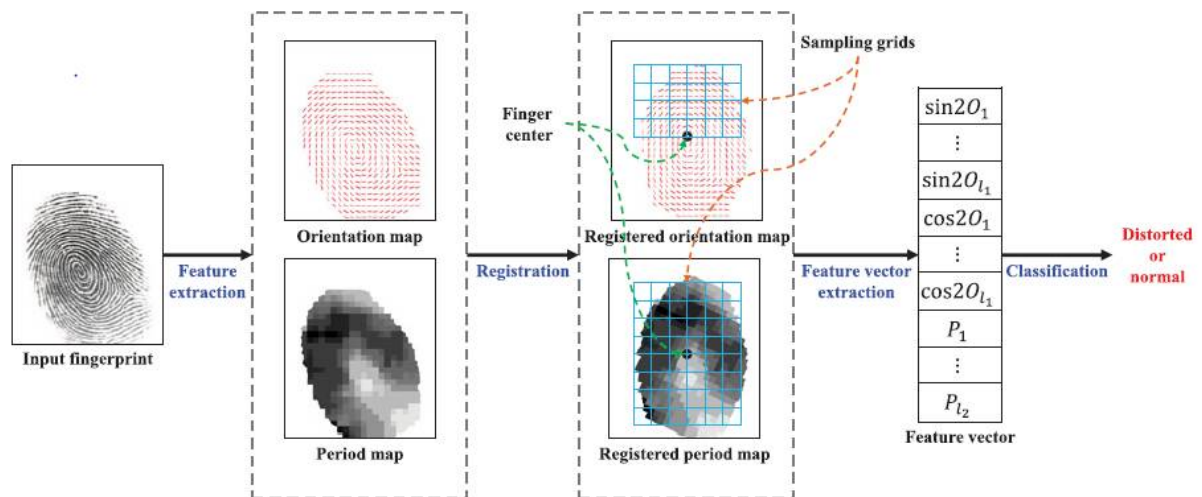 Input fingerprint
Feature
extraction
Orientation map
Period map
Registration
Finger
center
Sampling grids
Registered orientation map
Registered period map
Feature vector
extraction
sin2O₁
⋮
sin2Oₗ₁
cos2O₁
⋮
cos2Oₗ₁
P₁
⋮
Pₗ₂
Feature vector
Classification
Distorted
or
normal